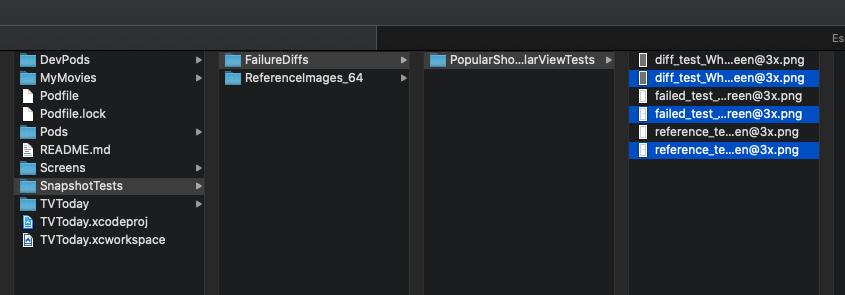 Es
DevPods
MyMovies
Podfile
Podfile.lock
Pods
README.md
Screens
SnapshotTests
TVToday
TVToday.xcodeproj
TVToday.xcworkspace
FailureDiffs
ReferenceImages_64
PopularSho...larViewTests
diff_test_Wh...een@3x.png
diff_test_Wh...een@3x.png
failed_test_...reen@3x.png
failed_test_...reen@3x.png
reference_te...en@3x.png
reference_te...en@3x.png